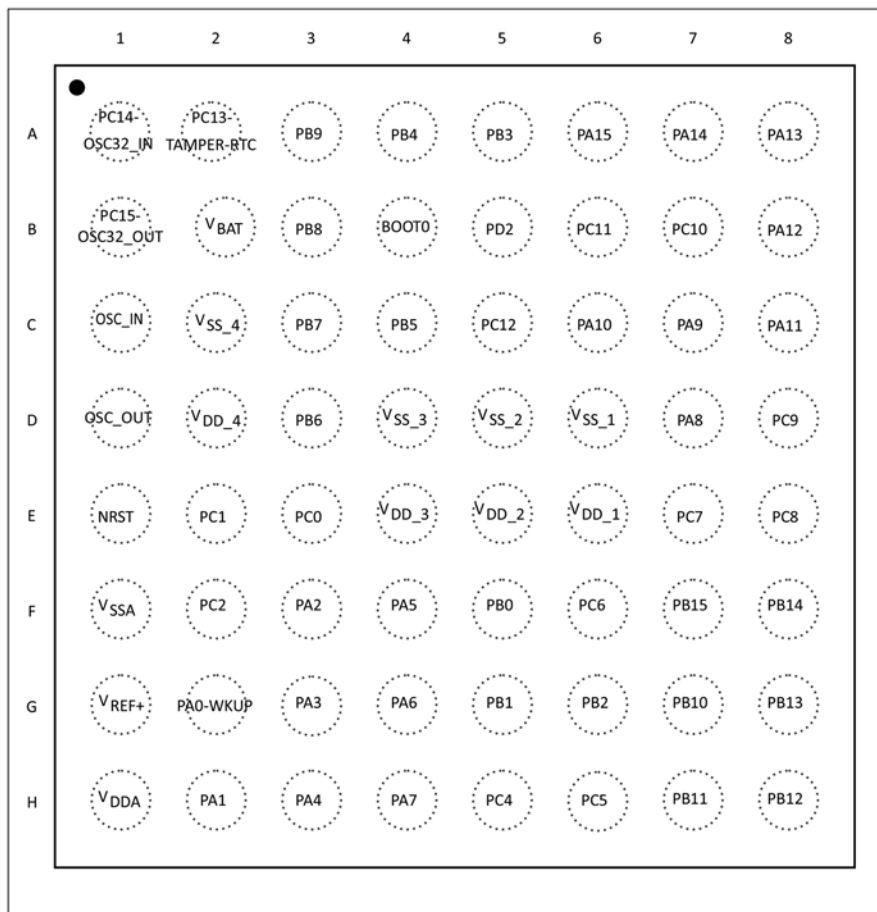 1 2 3 4 5 6 7 8
A PC14-OSC32_IN PC13-TAMPER-RTC PB9 PB4 PB3 PA15 PA14 PA13
B PC15-OSC32_OUT VBAT PB8 BOOT0 PD2 PC11 PC10 PA12
C OSC_IN VSS_4 PB7 PB5 PC12 PA10 PA9 PA11
D OSC_OUT VDD_4 PB6 VSS_3 VSS_2 VSS_1 PA8 PC9
E NRST PC1 PC0 VDD_3 VDD_2 VDD_1 PC7 PC8
F VSSA PC2 PA2 PA5 PB0 PC6 PB15 PB14
G VREF+ PA0-WKUP PA3 PA6 PB1 PB2 PB10 PB13
H VDDA PA1 PA4 PA7 PC4 PC5 PB11 PB12